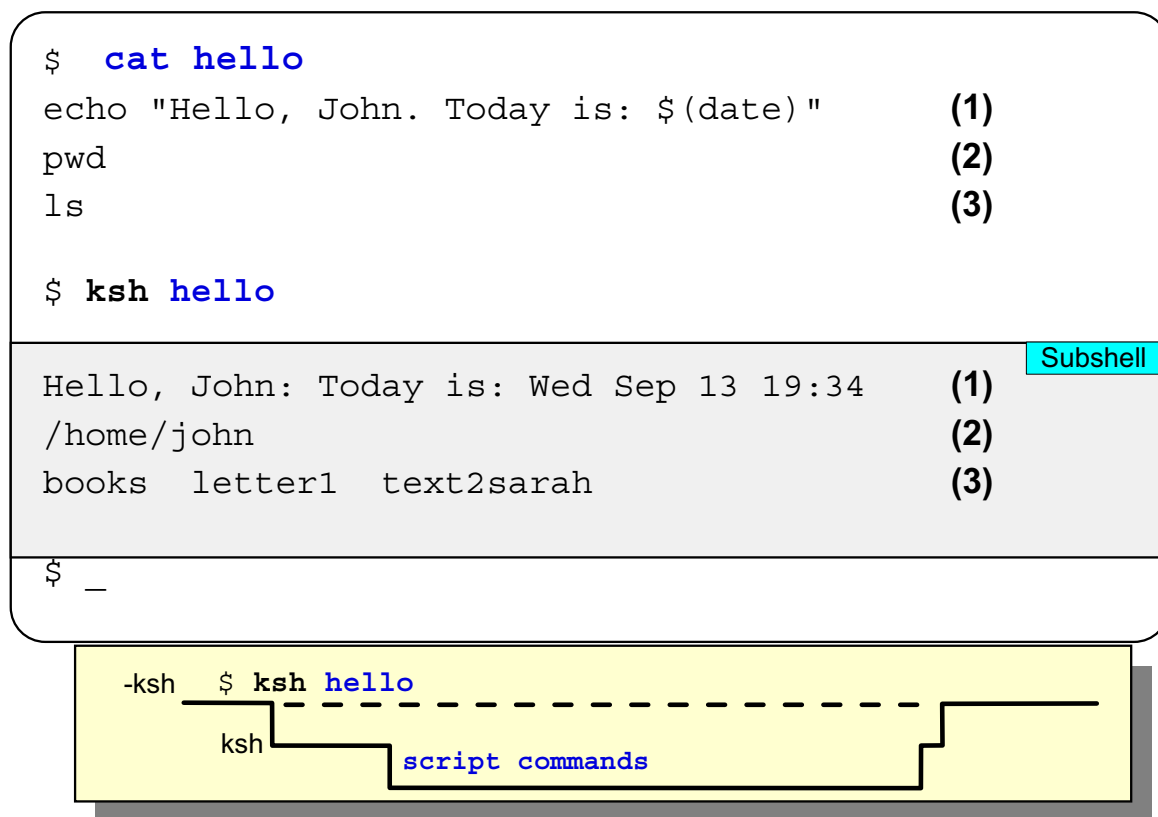 $ cat hello
echo "Hello, John. Today is: $(date)" (1)
pwd (2)
ls (3)
$ ksh hello
Subshell
Hello, John: Today is: Wed Sep 13 19:34 (1)
/home/john (2)
books letter1 text2sarah (3)
$ _
-ksh $ ksh hello
ksh
script commands